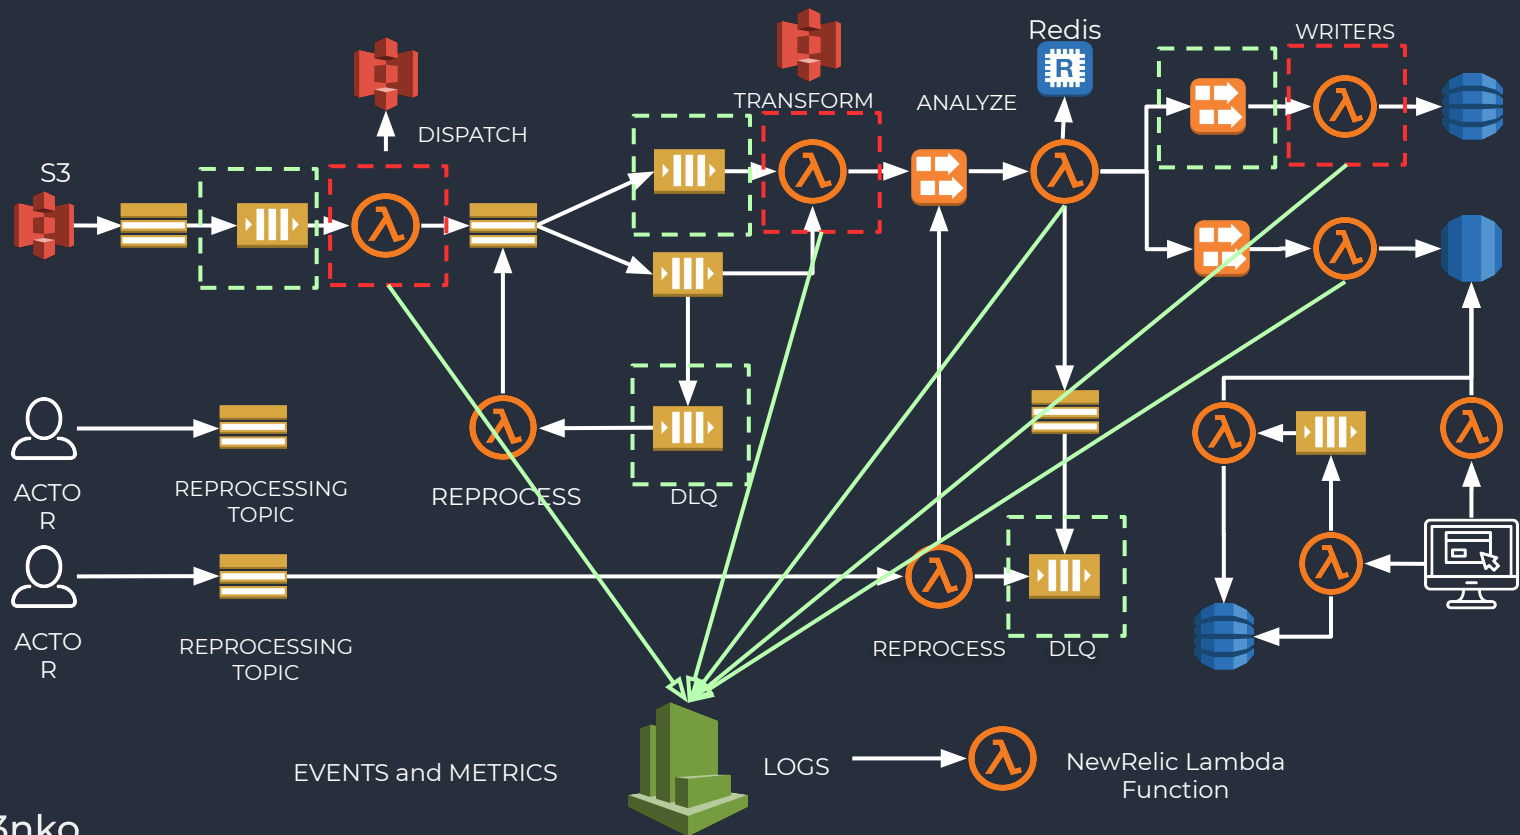 Redis
WRITERS
TRANSFORM
ANALYZE
R
DISPATCH
S3
ACTO
R
REPROCESSING
TOPIC
REPROCESS
DLQ
ACTO
R
REPROCESSING
TOPIC
REPROCESS
DLQ
EVENTS and METRICS
LOGS
NewRelic Lambda
Function